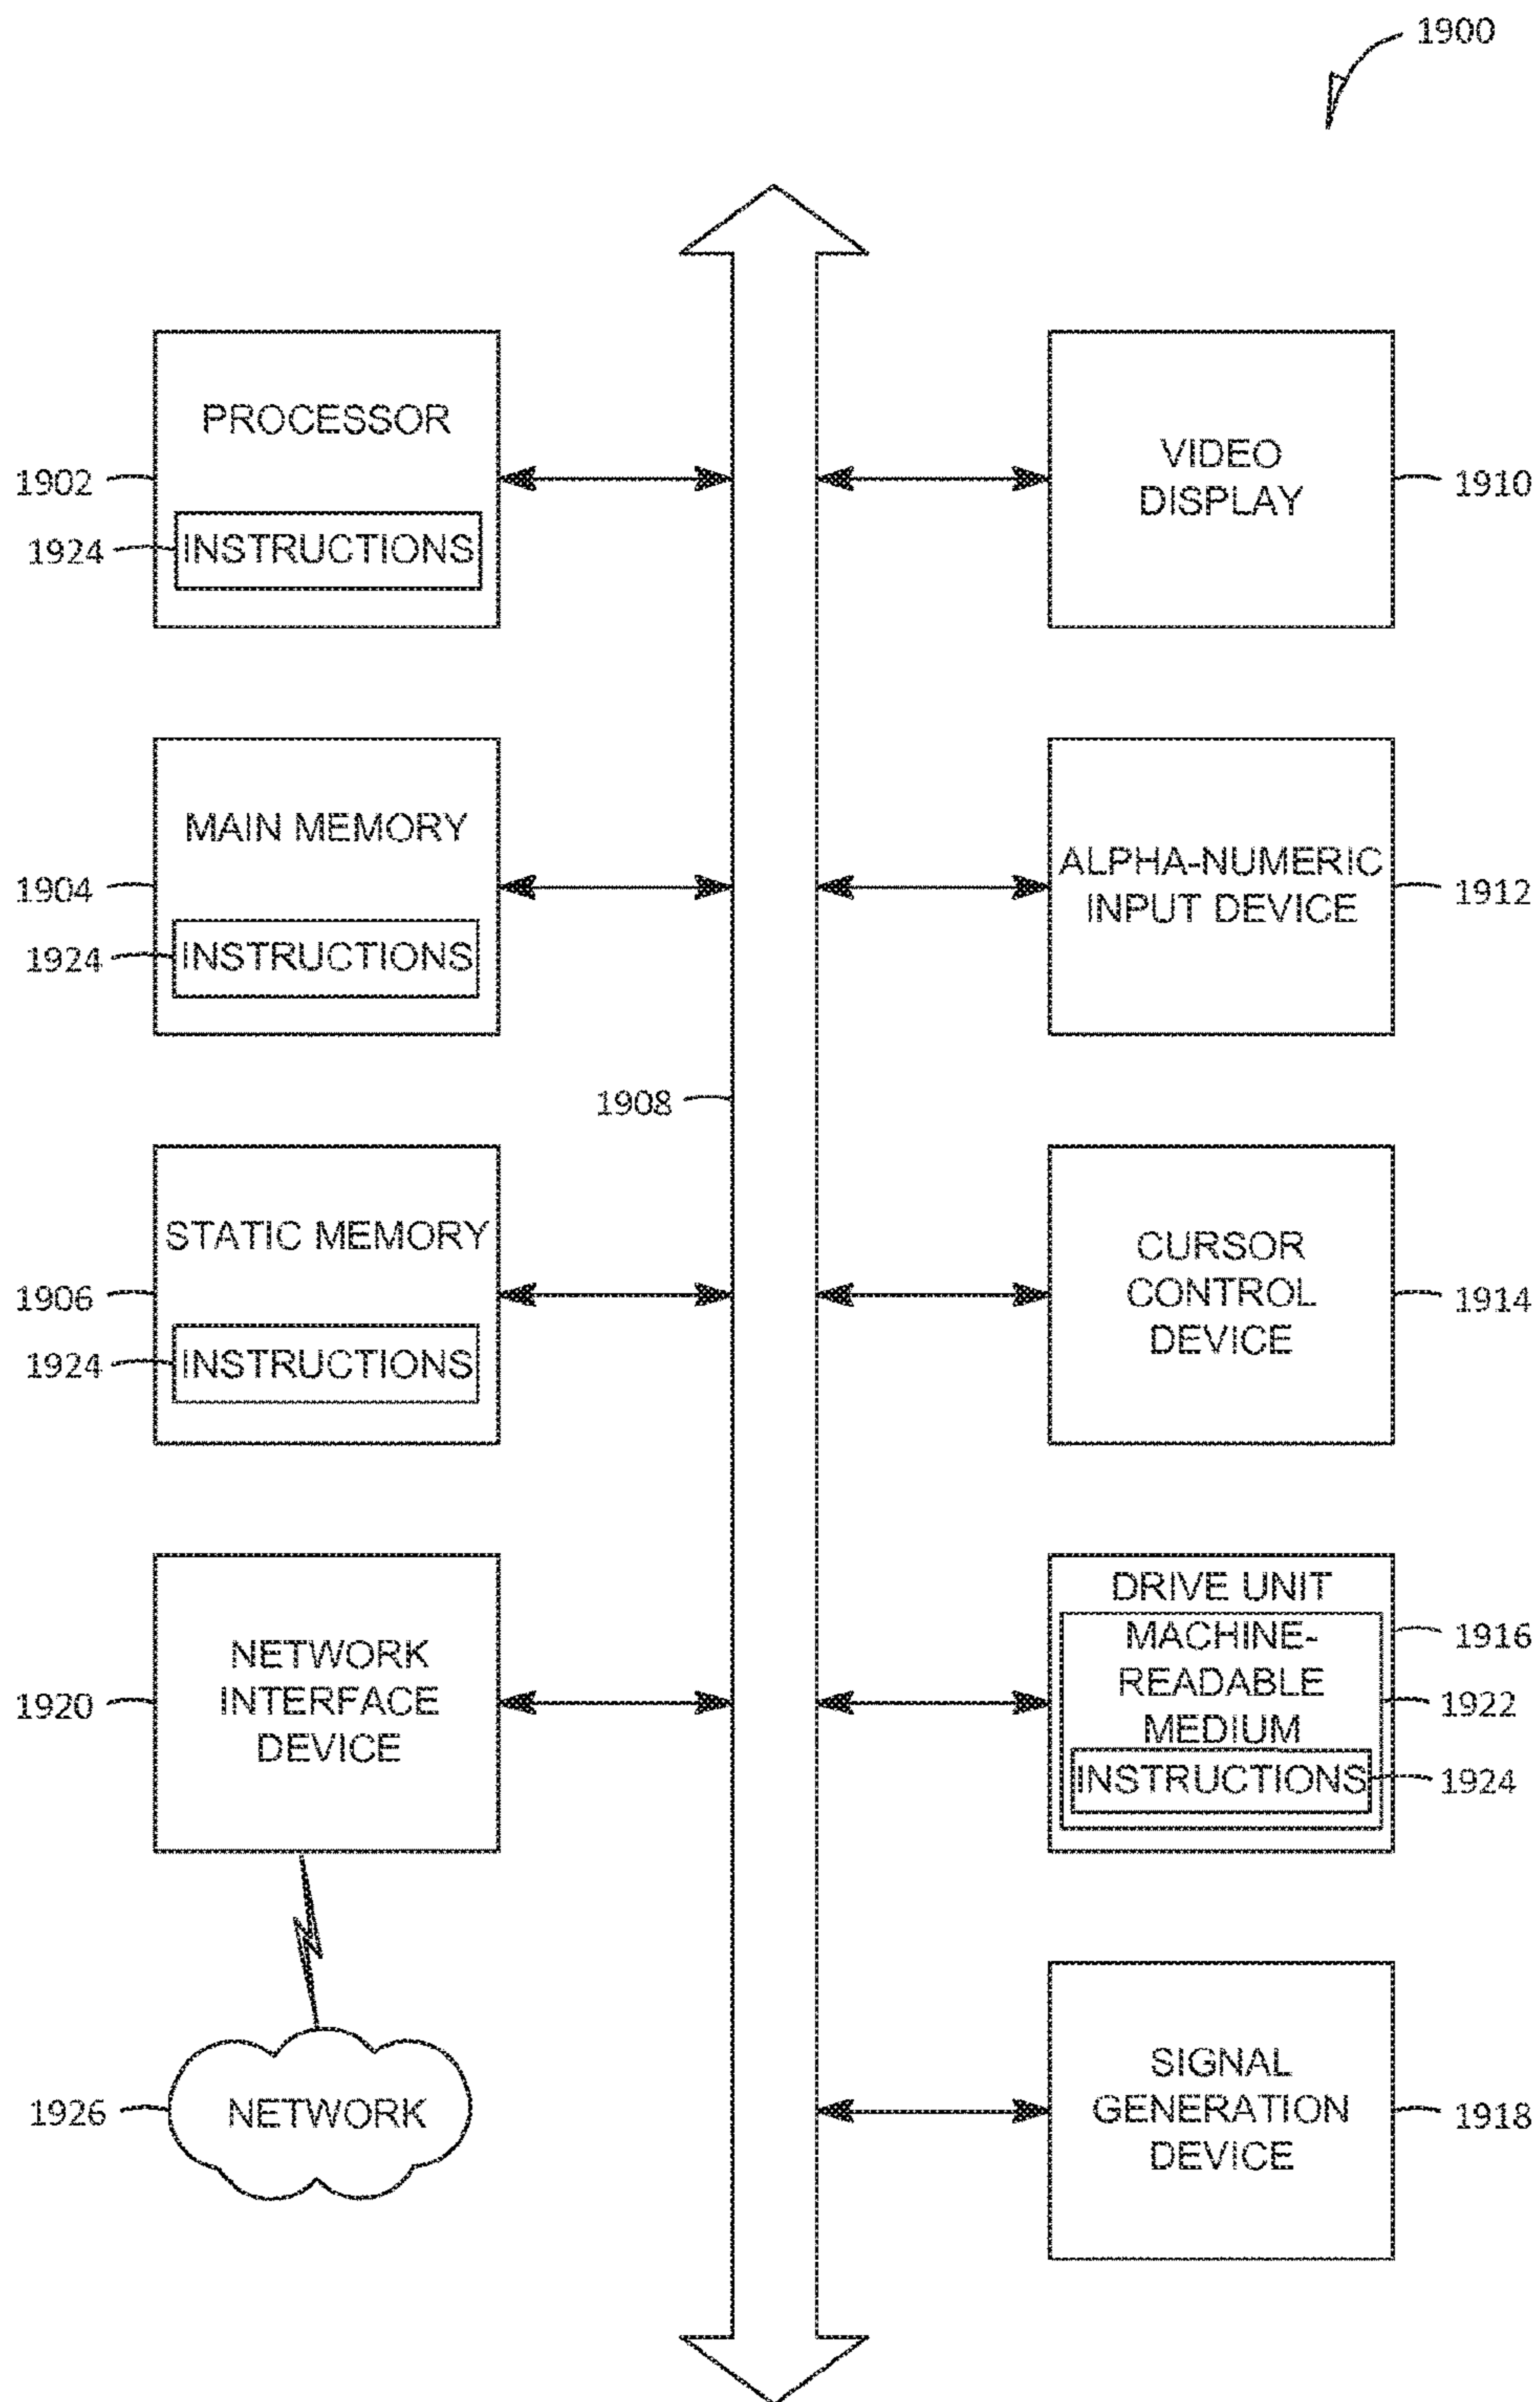 1900
PROCESSOR
1902
1924
INSTRUCTIONS
VIDEO
DISPLAY
1910
MAIN MEMORY
1904
1924
INSTRUCTIONS
ALPHA-NUMERIC
INPUT DEVICE
1912
1908
STATIC MEMORY
1906
1924
INSTRUCTIONS
CURSOR
CONTROL
DEVICE
1914
NETWORK
INTERFACE
DEVICE
1920
DRIVE UNIT
1916
MACHINE-
READABLE
MEDIUM
1922
INSTRUCTIONS
1924
1926
NETWORK
SIGNAL
GENERATION
DEVICE
1918